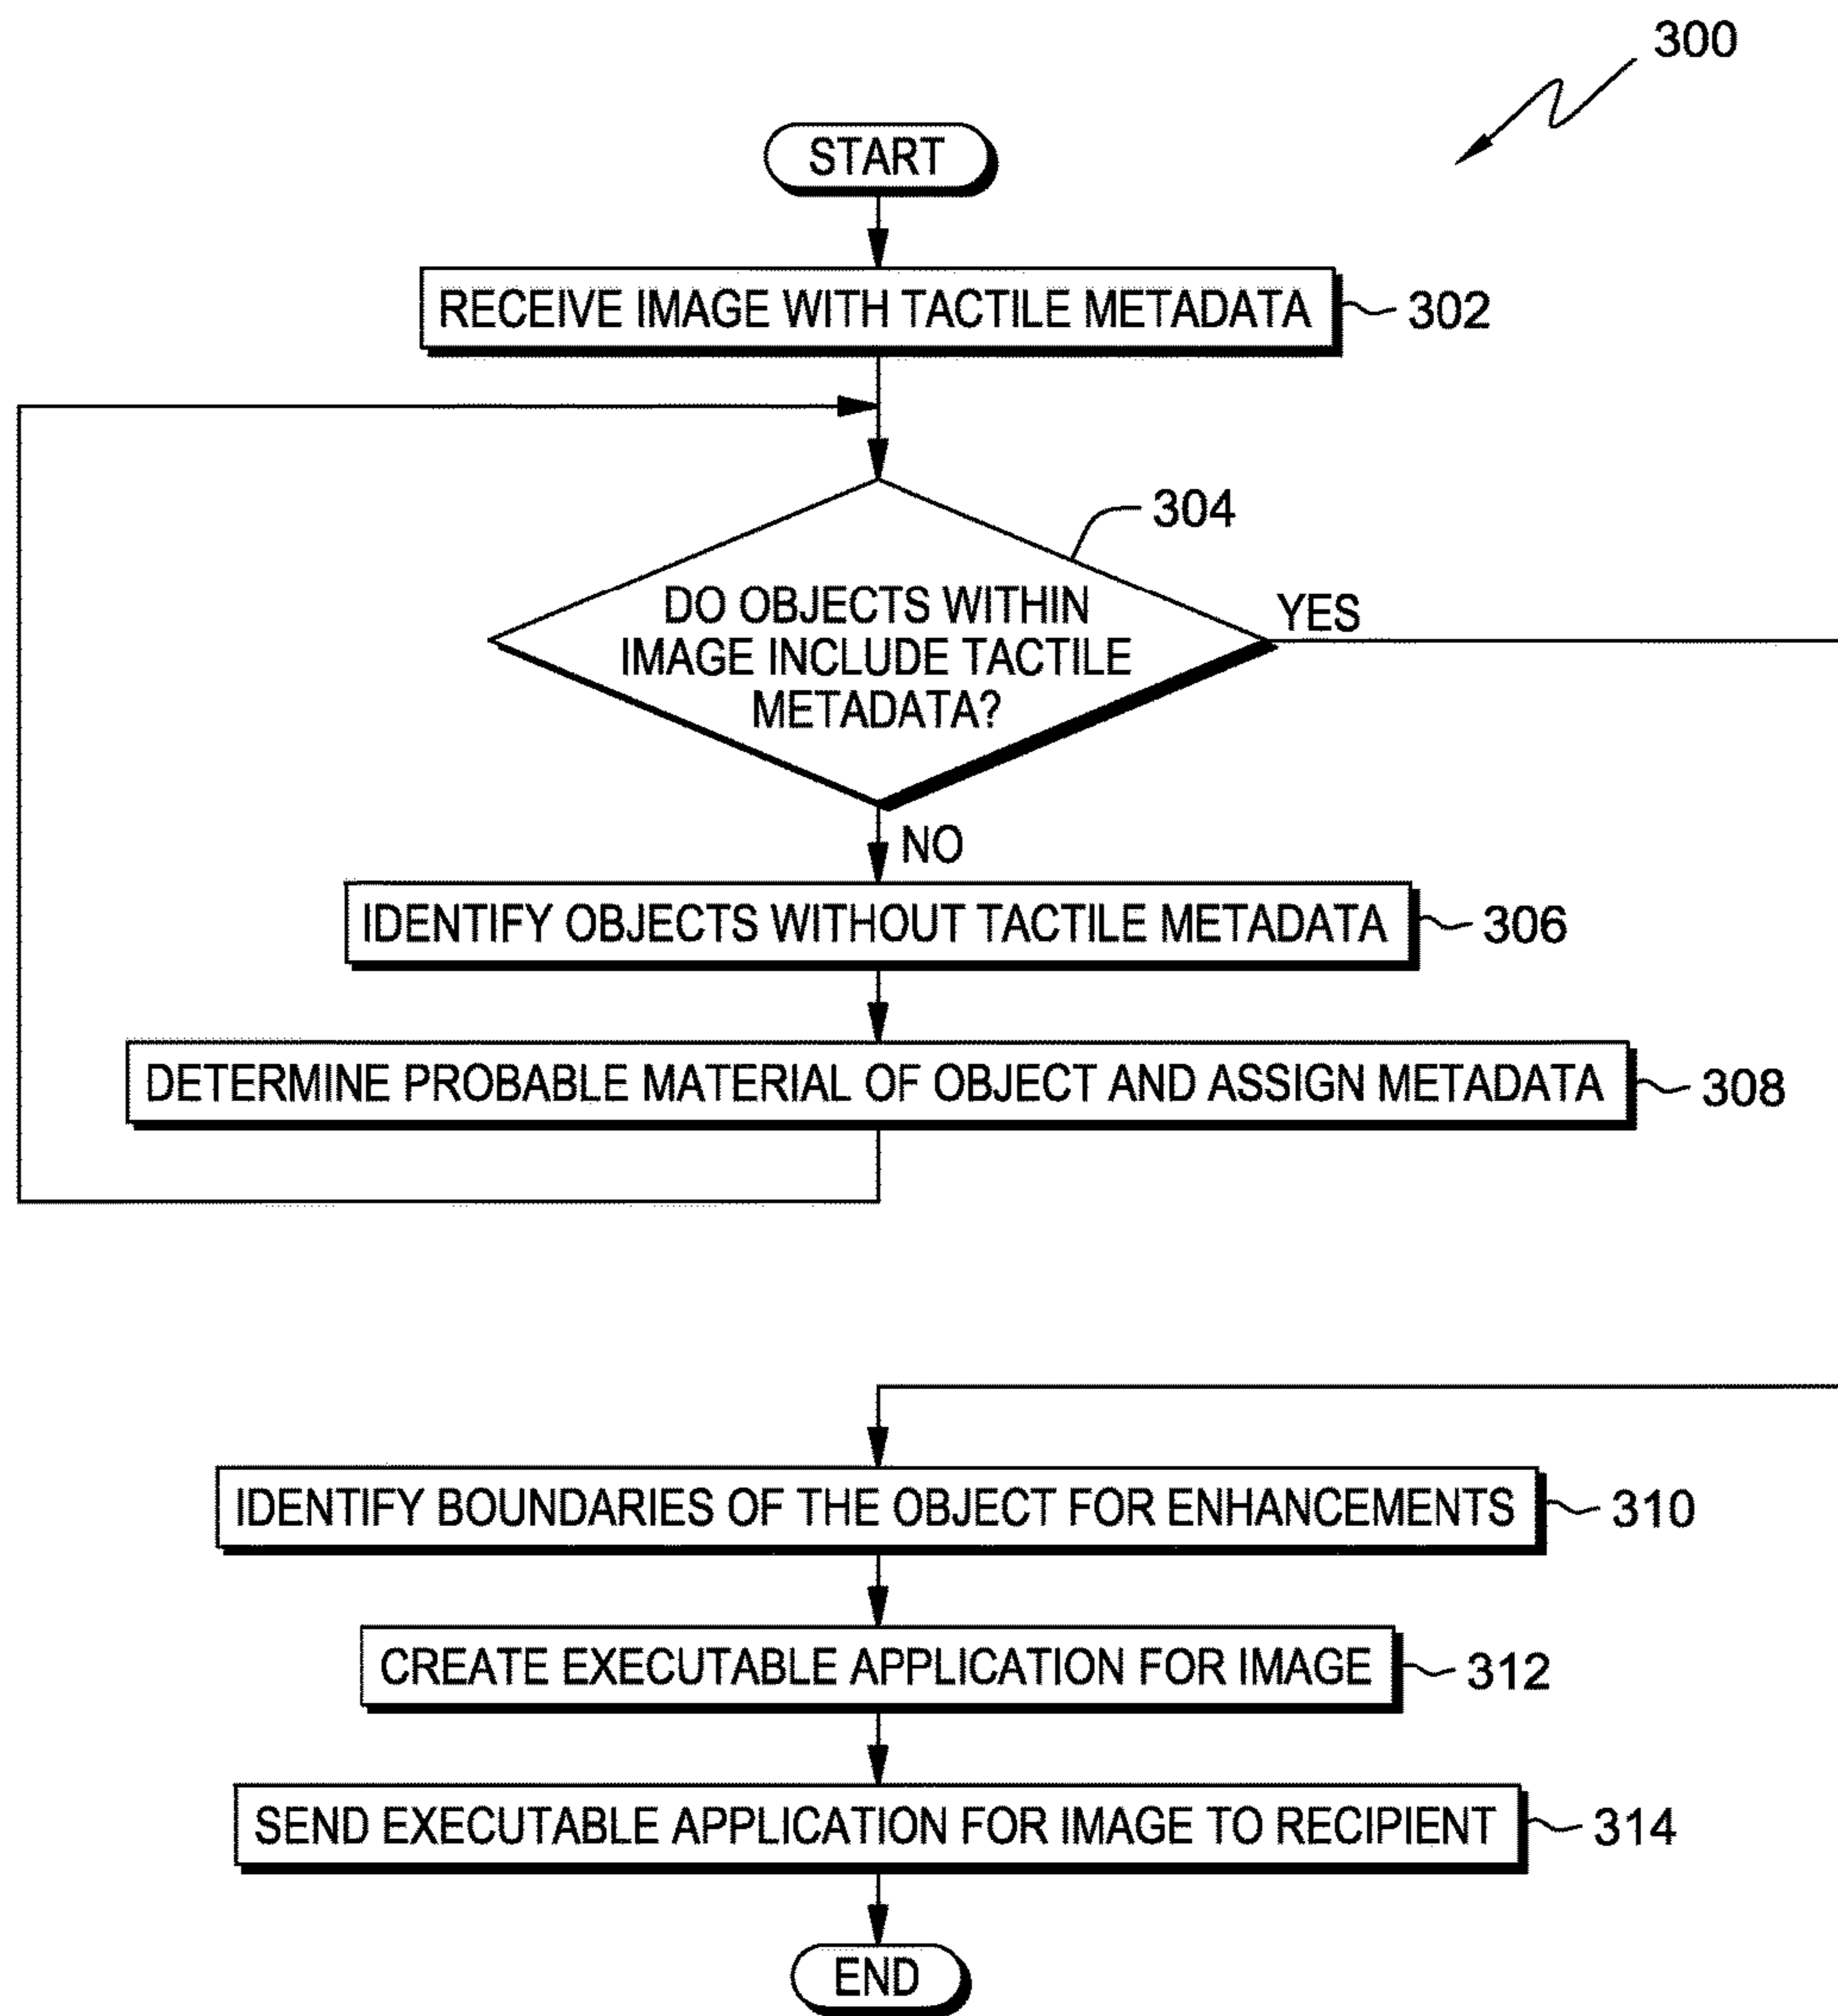 300
START
RECEIVE IMAGE WITH TACTILE METADATA
302
304
DO OBJECTS WITHIN
IMAGE INCLUDE TACTILE
METADATA?
YES
NO
IDENTIFY OBJECTS WITHOUT TACTILE METADATA
306
DETERMINE PROBABLE MATERIAL OF OBJECT AND ASSIGN METADATA
308
IDENTIFY BOUNDARIES OF THE OBJECT FOR ENHANCEMENTS
310
CREATE EXECUTABLE APPLICATION FOR IMAGE
312
SEND EXECUTABLE APPLICATION FOR IMAGE TO RECIPIENT
314
END